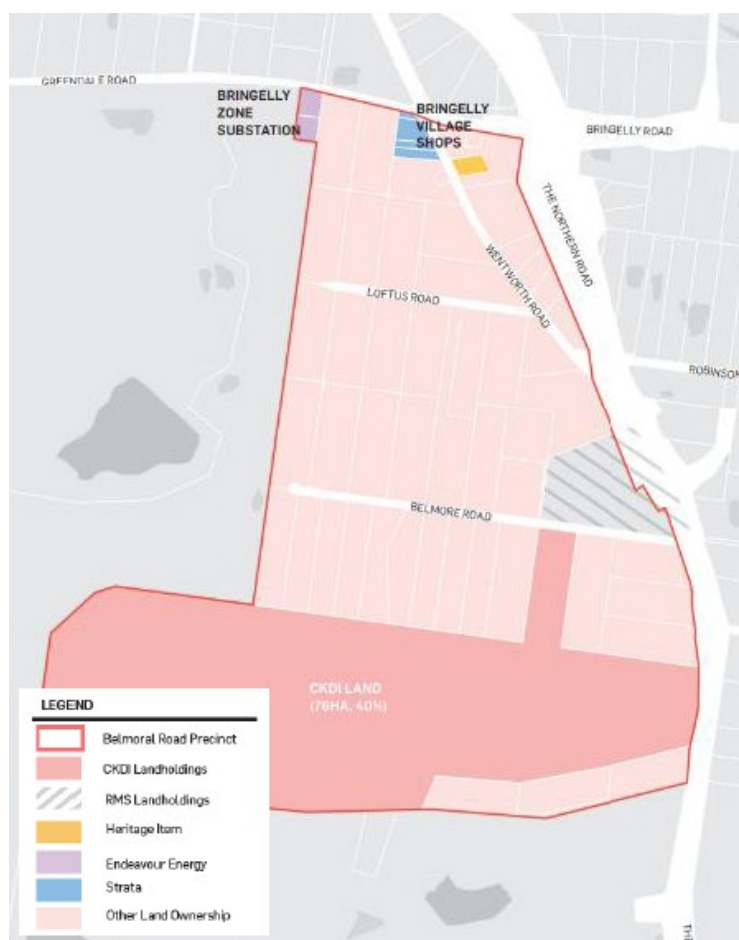 GREENDALE ROAD
BRINGELLY
ZONE
SUBSTATION
BRINGELLY
VILLAGE
SHOPS
BRINGELLY ROAD
THE NORTHERN ROAD
WENTWORTH ROAD
LOFTUS ROAD
ROBINSON
BELMORE ROAD
CKDI LAND
(76HA, 40%)
LEGEND
Belmoral Road Precinct
CKDI Landholdings
RMS Landholdings
Heritage Item
Endeavour Energy
Strata
Other Land Ownership